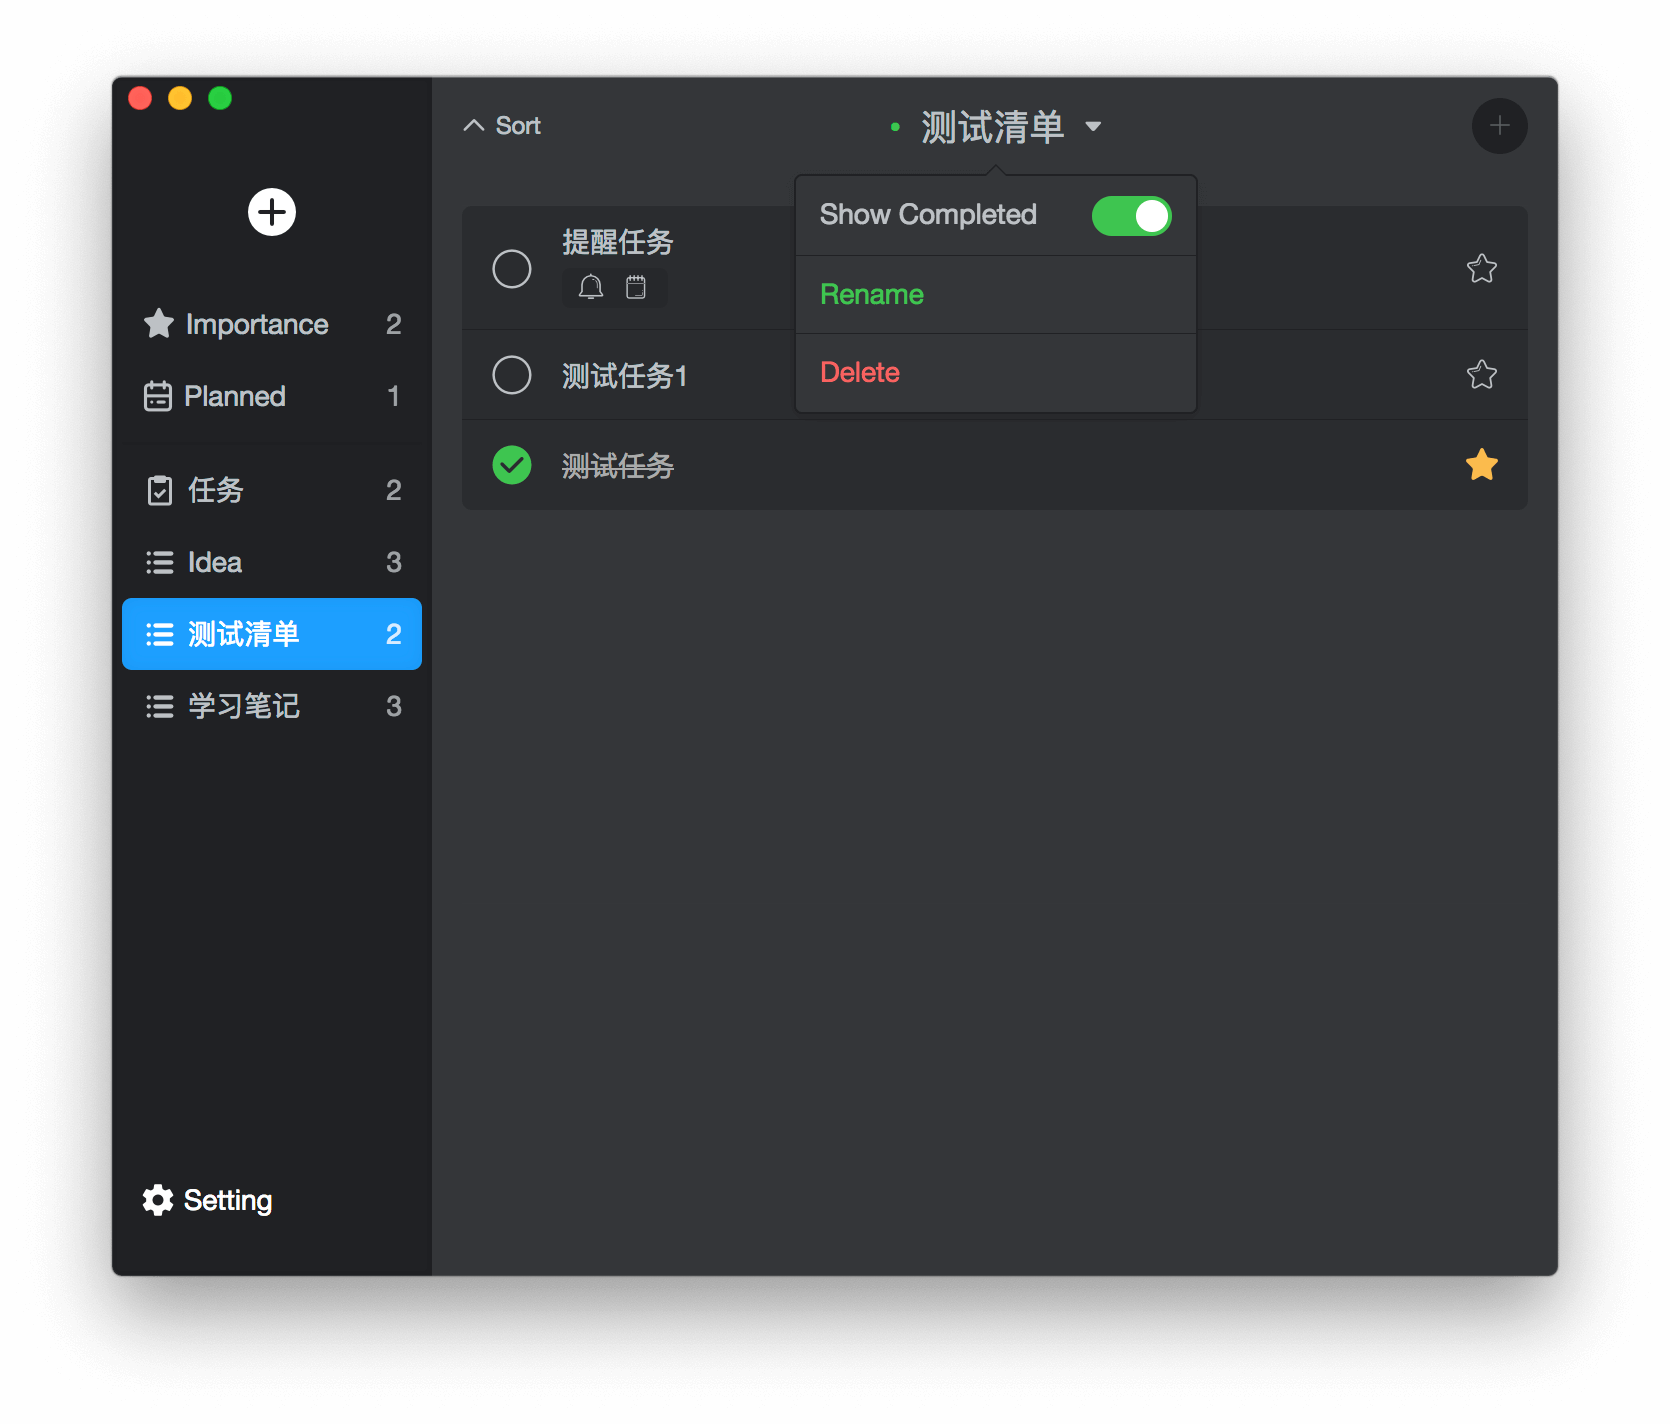 Importance 2
Planned 1
任务 2
Idea 3
测试清单 2
学习笔记 3
Setting
Sort
测试清单
Show Completed
Rename
Delete
提醒任务
测试任务1
测试任务